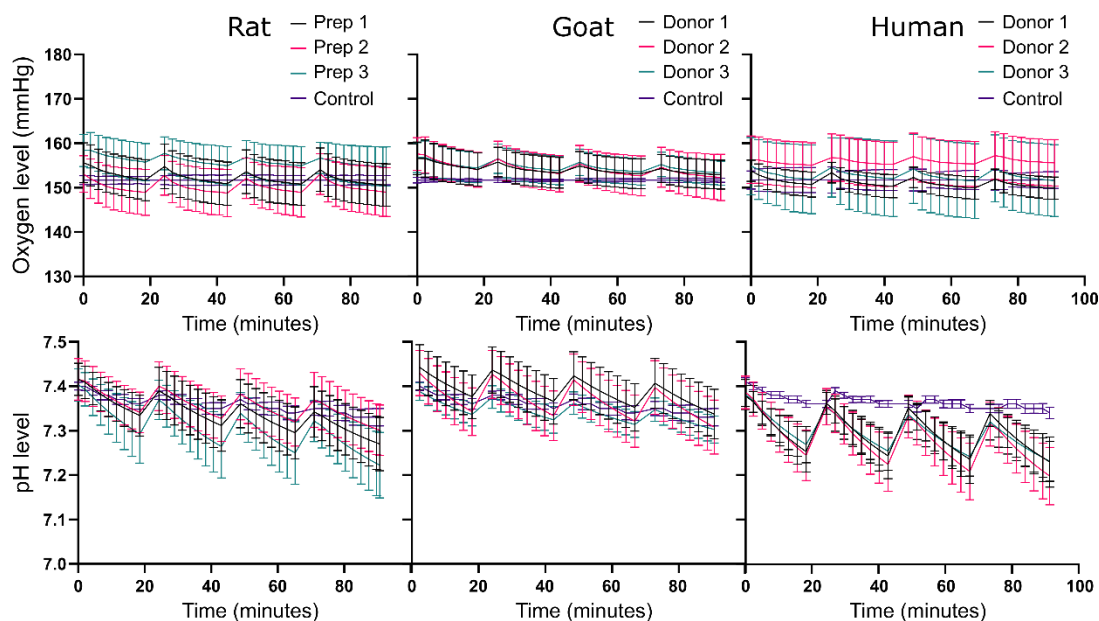 Rat
Goat
Human
Prep 1
Prep 2
Prep 3
Control
Donor 1
Donor 2
Donor 3
Control
Donor 1
Donor 2
Donor 3
Control
Oxygen level (mmHg)
180
170
160
150
140
130
0 20 40 60 80
0 20 40 60 80
0 20 40 60 80 100
Time (minutes)
Time (minutes)
Time (minutes)
pH level
7.5
7.4
7.3
7.2
7.1
7.0
0 20 40 60 80
0 20 40 60 80
0 20 40 60 80 100
Time (minutes)
Time (minutes)
Time (minutes)